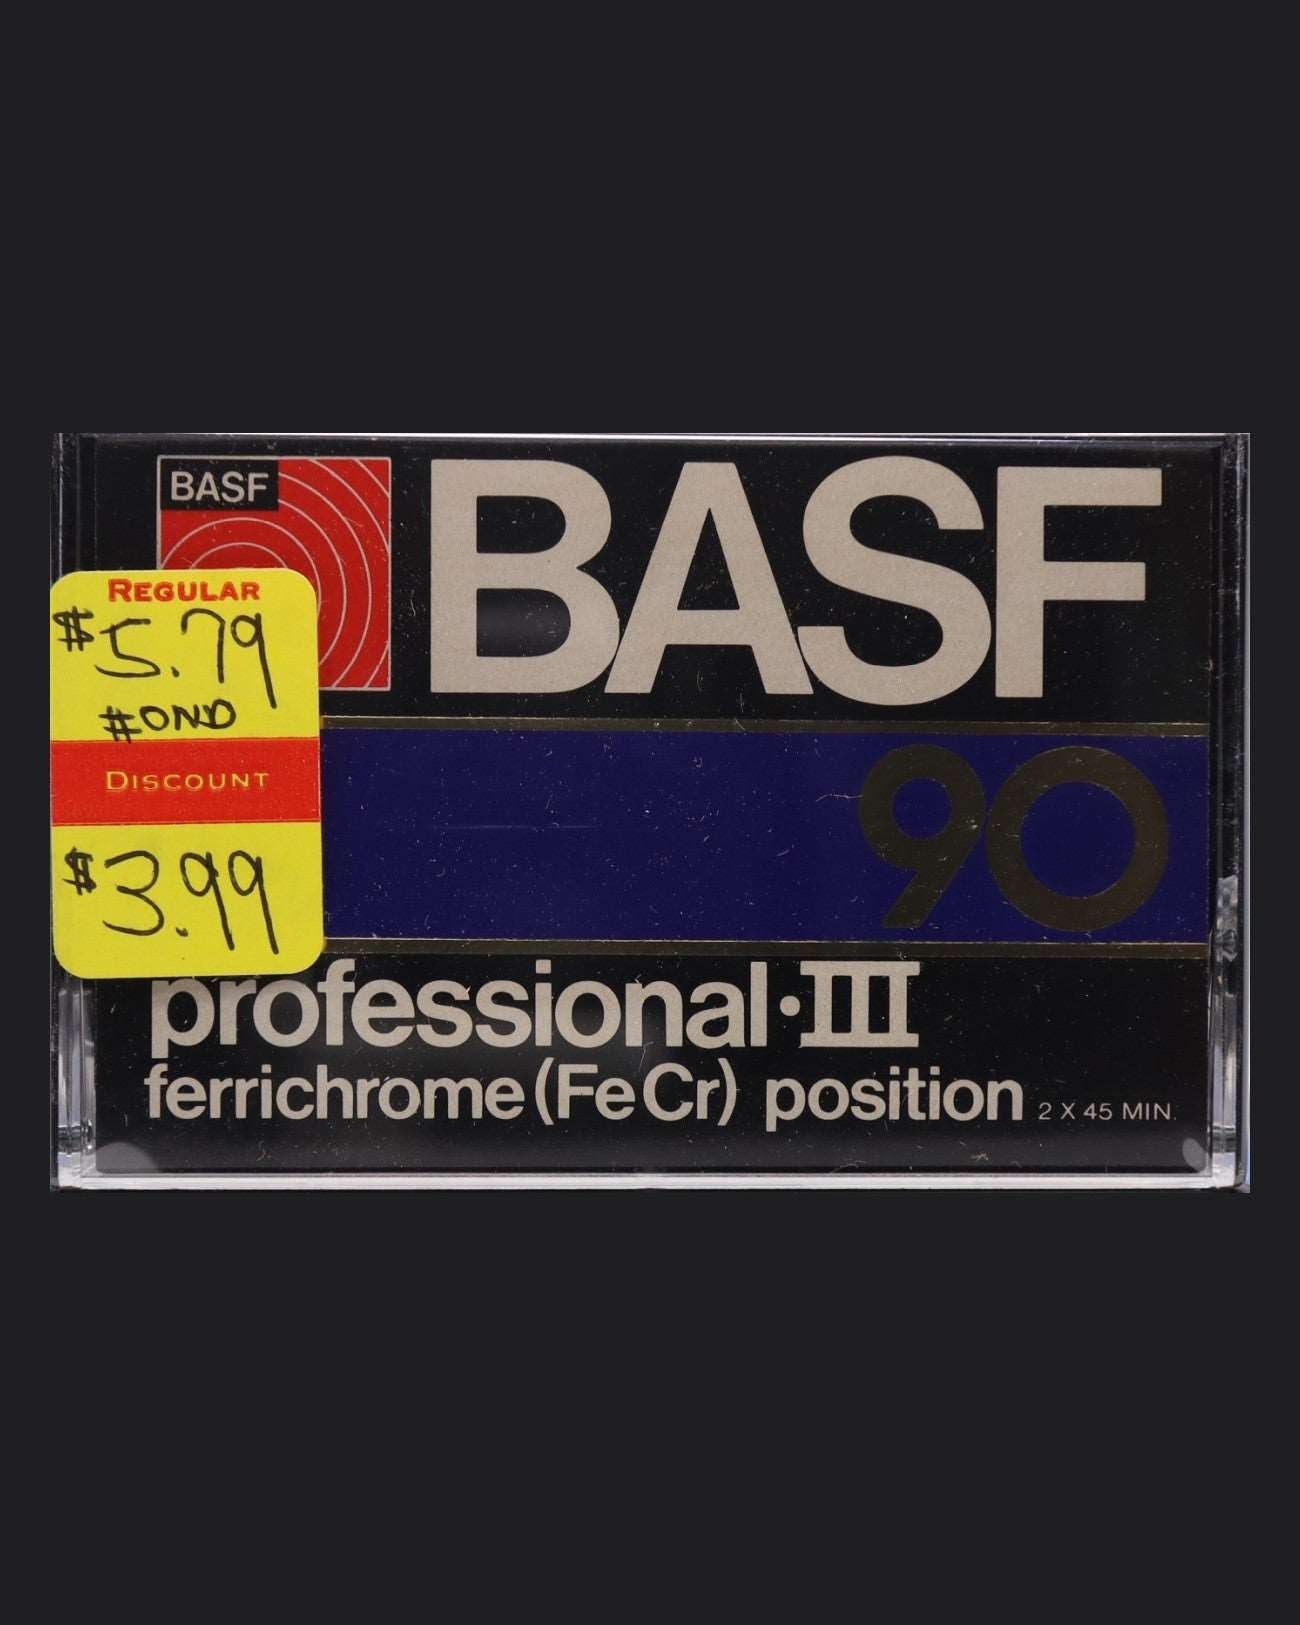 BASF
BASF
REGULAR
$5.79
#OND
DISCOUNT
$3.99
90
professional·III
ferrichrome (FeCr) position 2 X 45 MIN.